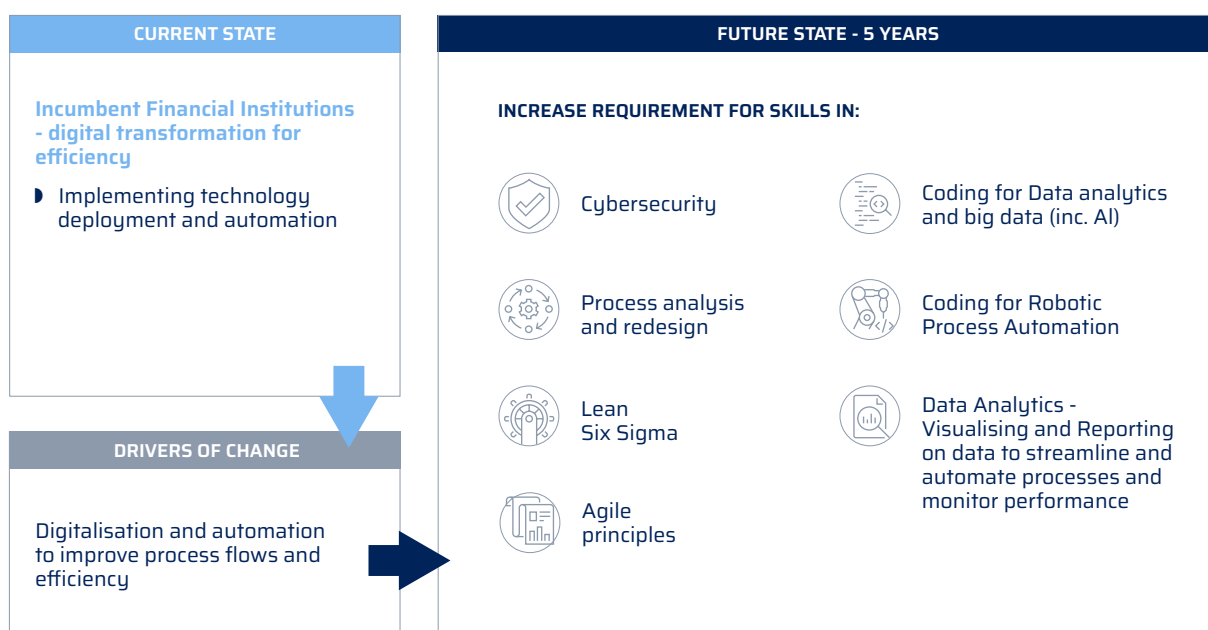 CURRENT STATE
Incumbent Financial Institutions
- digital transformation for
efficiency
Implementing technology
deployment and automation
DRIVERS OF CHANGE
Digitalisation and automation
to improve process flows and
efficiency
FUTURE STATE - 5 YEARS
INCREASE REQUIREMENT FOR SKILLS IN:
Cybersecurity
Process analysis
and redesign
Lean
Six Sigma
Agile
principles
Coding for Data analytics
and big data (inc. AI)
Coding for Robotic
Process Automation
Data Analytics -
Visualising and Reporting
on data to streamline and
automate processes and
monitor performance